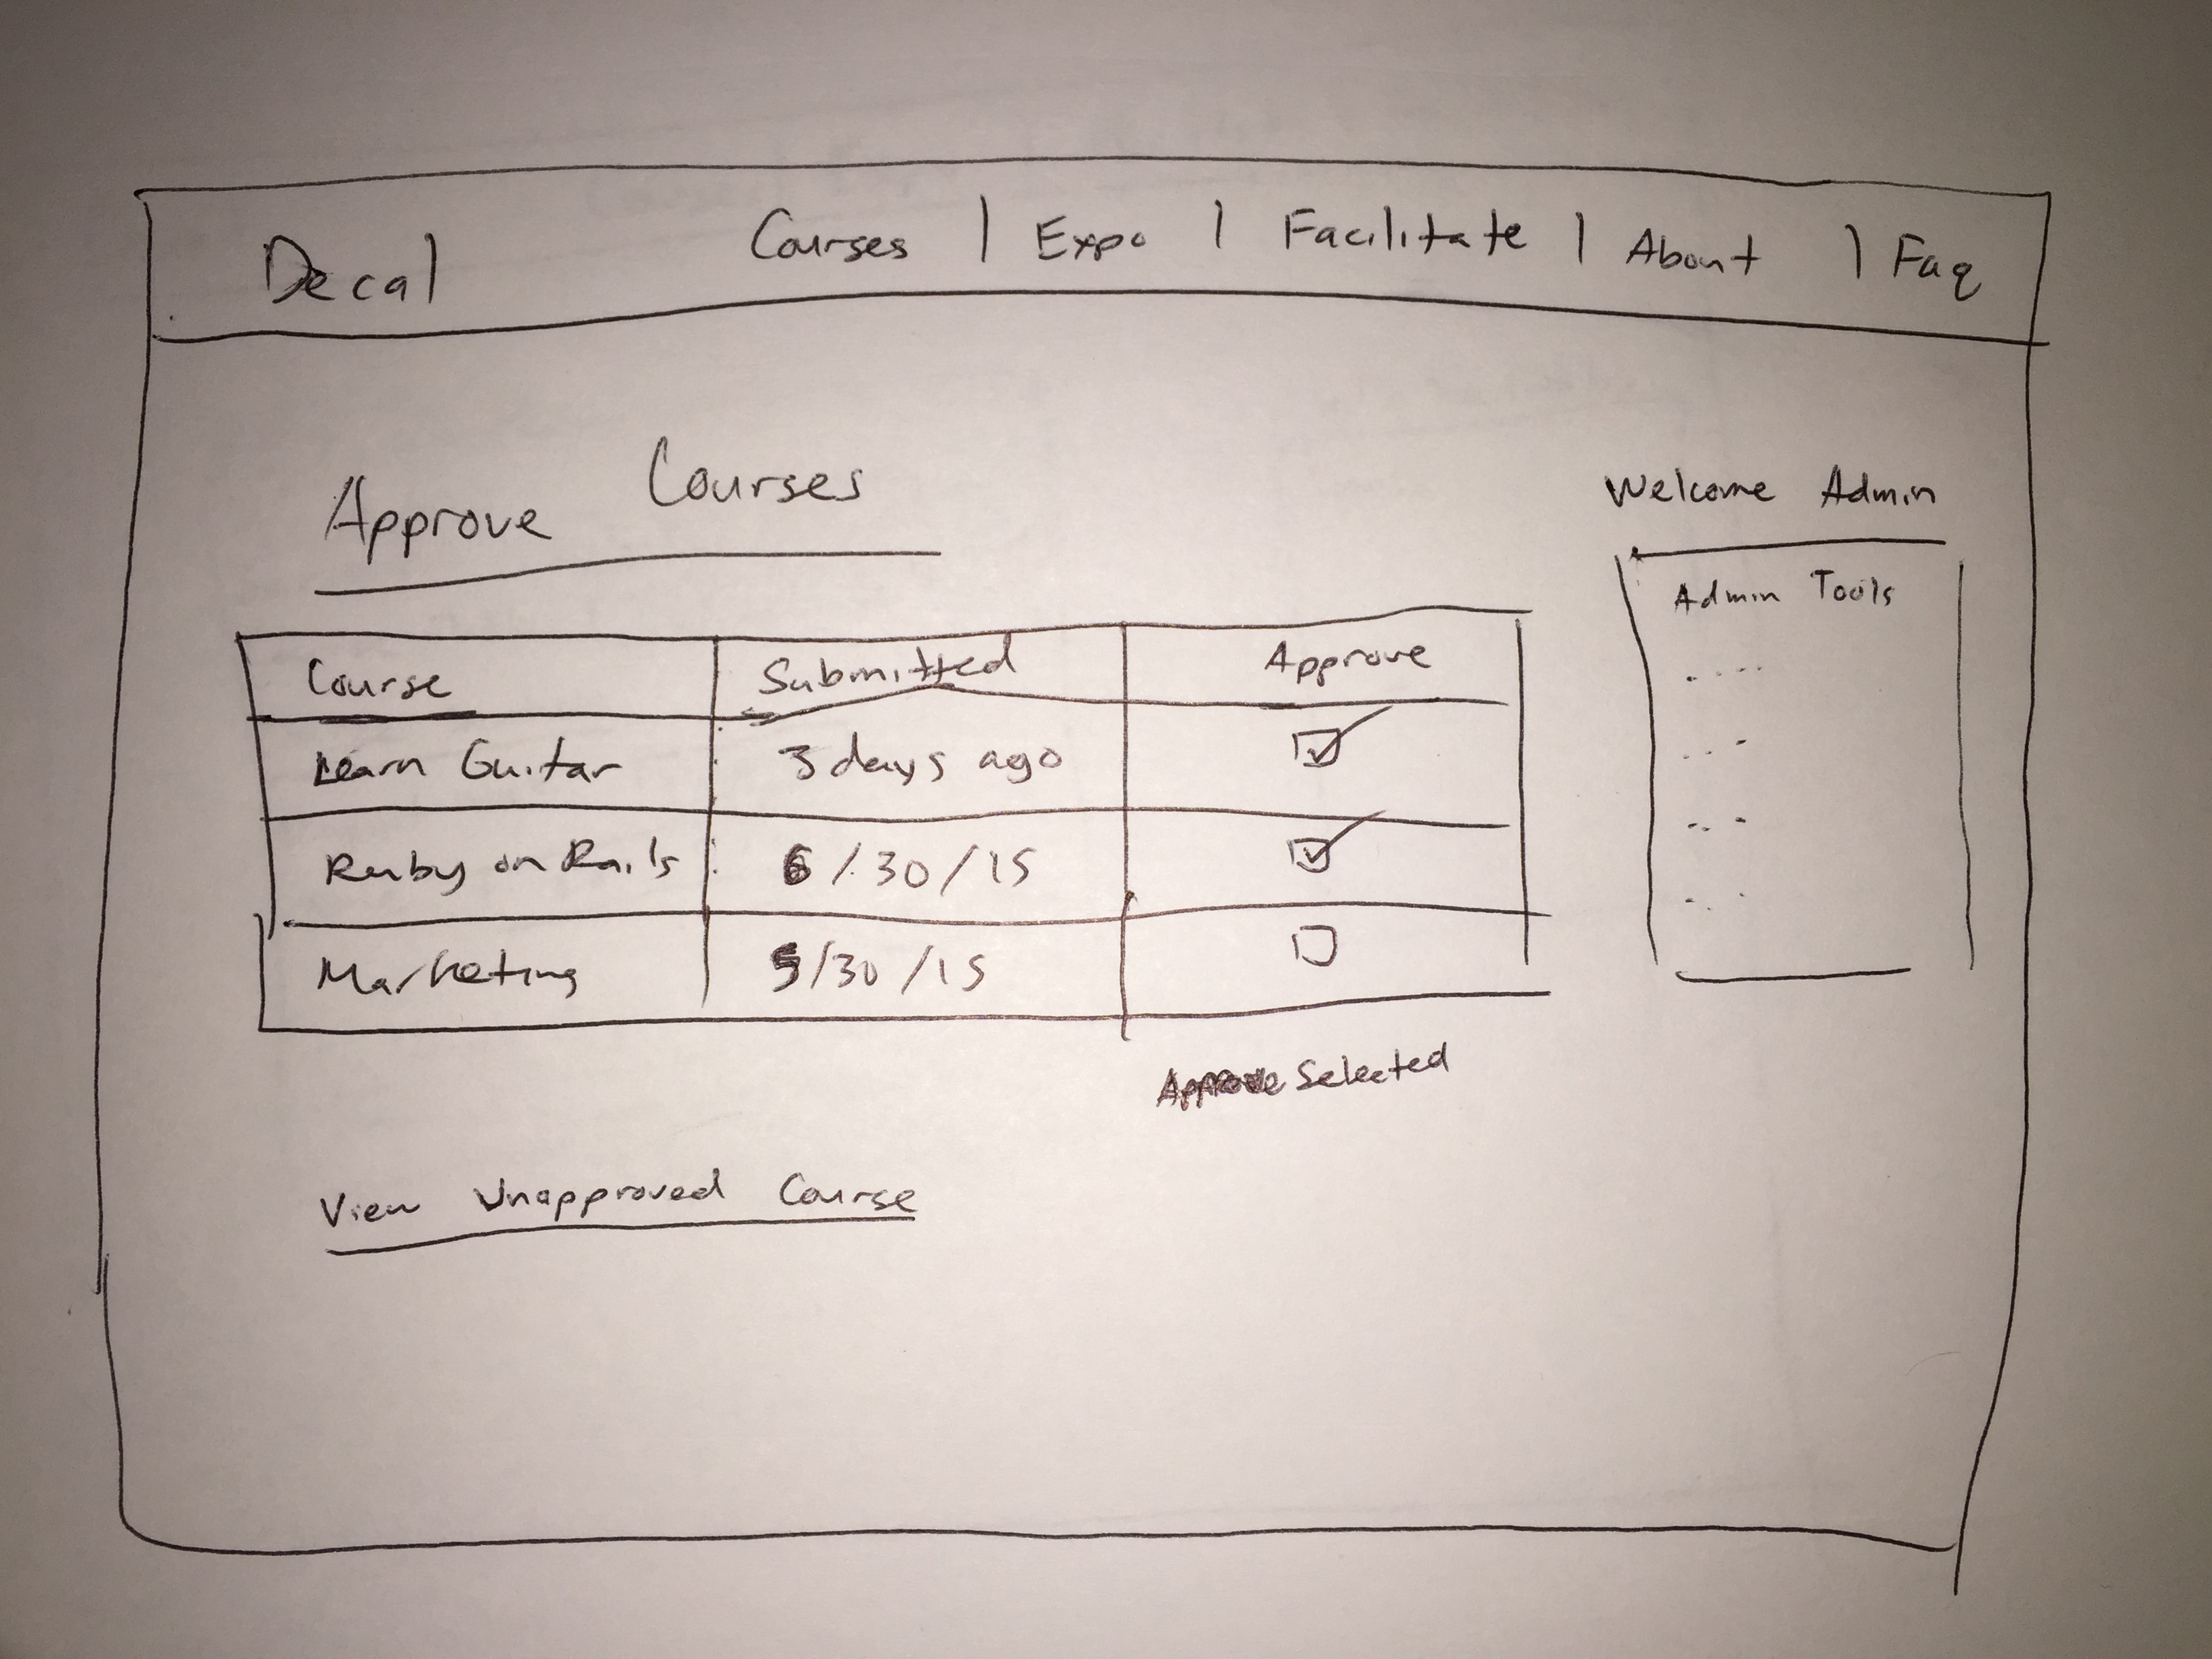 Decal Courses | Expo | Facilitate | About | Faq
Approve Courses
Welcome Admin
Admin Tools
Course Submitted Approve
Learn Guitar 3 days ago
Ruby on Rails 6/30/15
Marketing 5/30/15
Approve Selected
View Unapproved Course